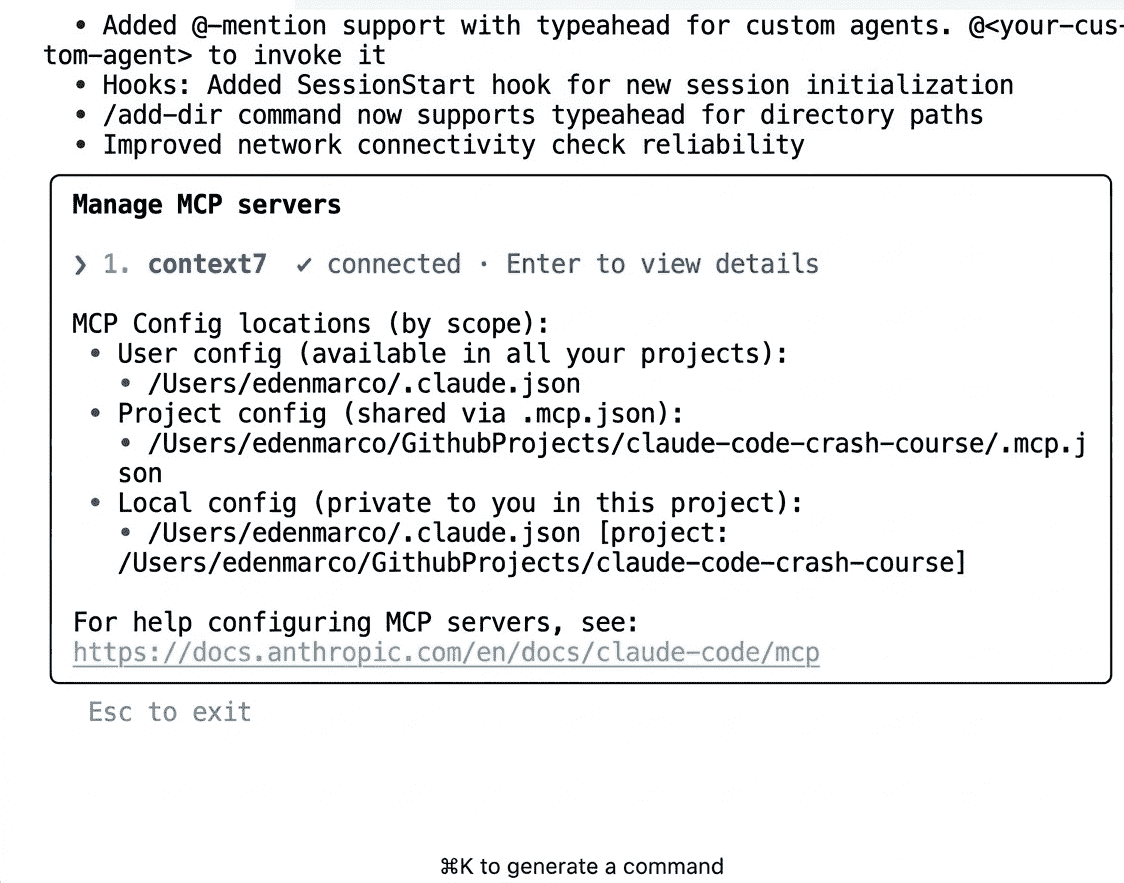 • Added @-mention support with typeahead for custom agents. @<your-cus-
tom-agent> to invoke it
• Hooks: Added SessionStart hook for new session initialization
• /add-dir command now supports typeahead for directory paths
• Improved network connectivity check reliability
Manage MCP servers
❯ 1. context7 ✔ connected · Enter to view details
MCP Config locations (by scope):
• User config (available in all your projects):
• /Users/edenmarco/.claude.json
• Project config (shared via .mcp.json):
• /Users/edenmarco/GithubProjects/claude-code-crash-course/.mcp.j
son
• Local config (private to you in this project):
• /Users/edenmarco/.claude.json [project:
/Users/edenmarco/GithubProjects/claude-code-crash-course]
For help configuring MCP servers, see:
https://docs.anthropic.com/en/docs/claude-code/mcp
Esc to exit
⌘K to generate a command